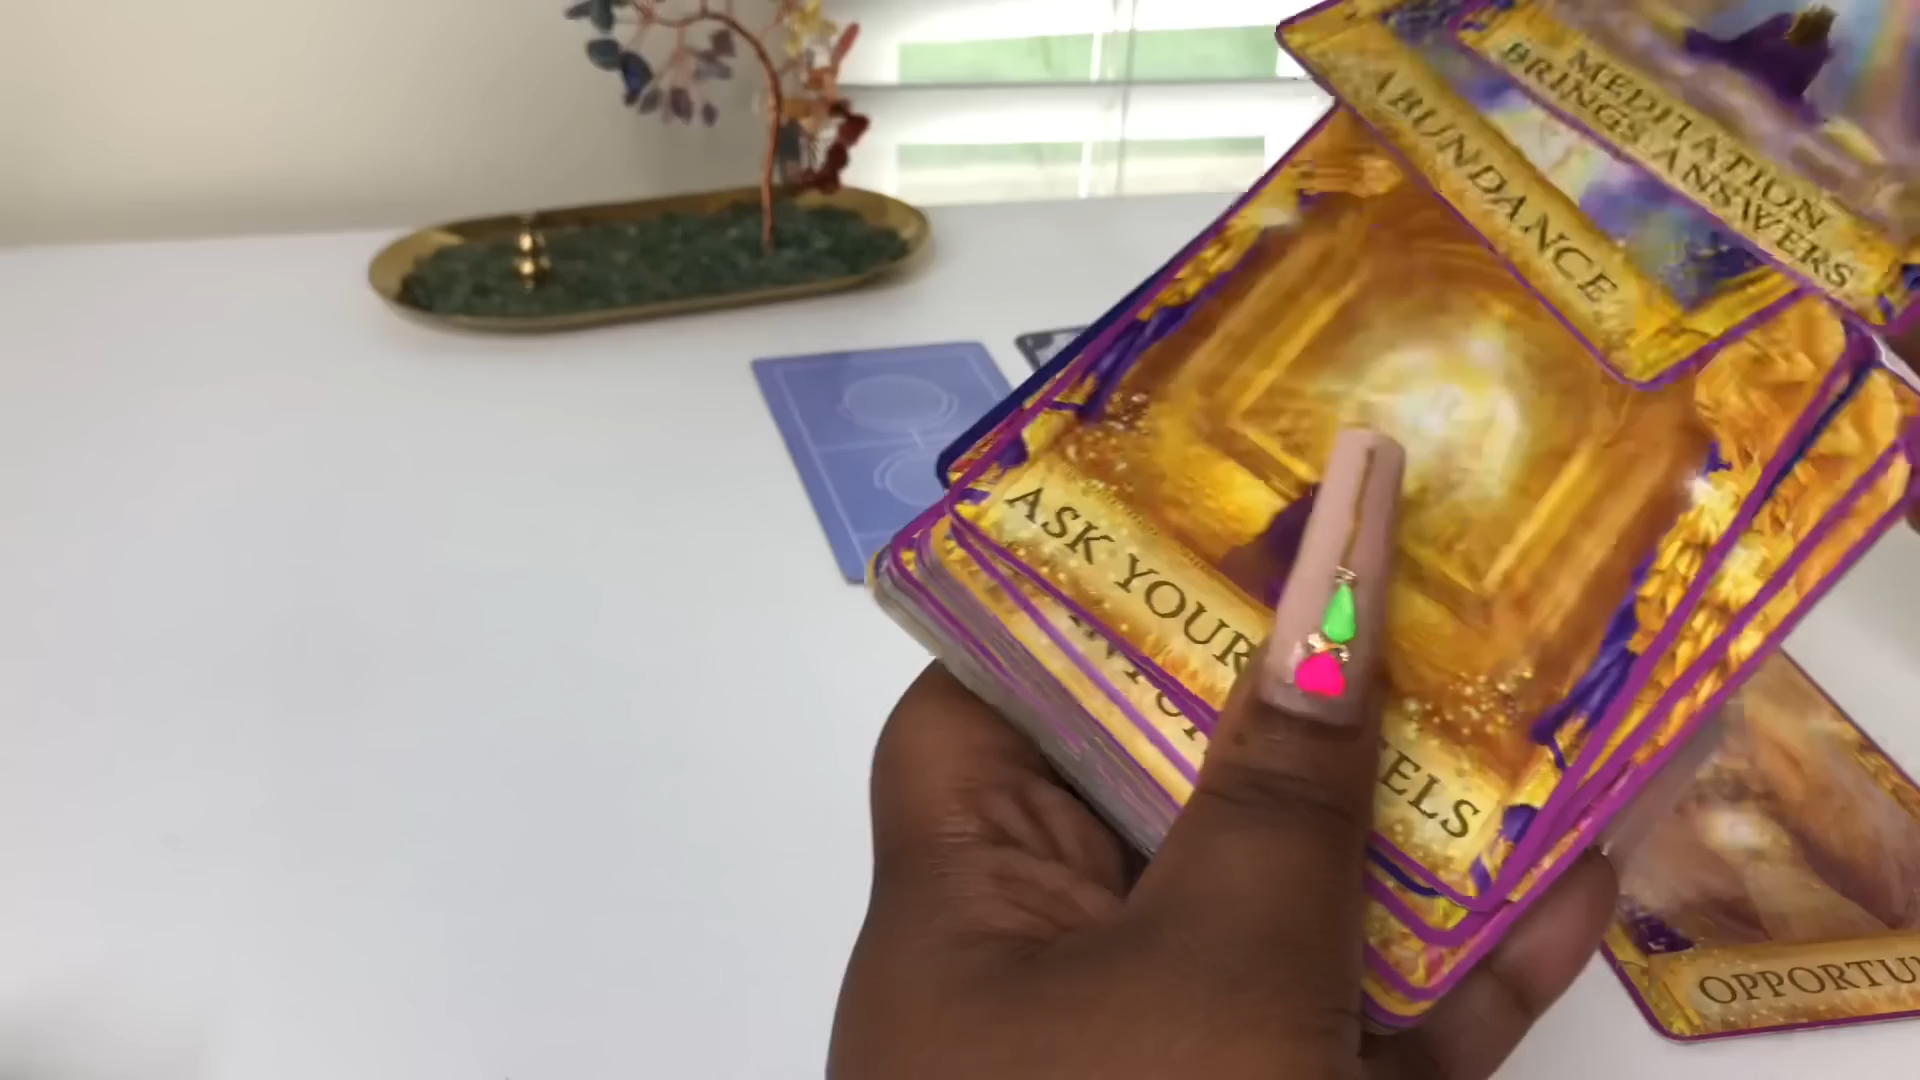 MEDITATION
BRINGS ANSWERS
ABUNDANCE
ASK YOUR
ELS
OPPORTU